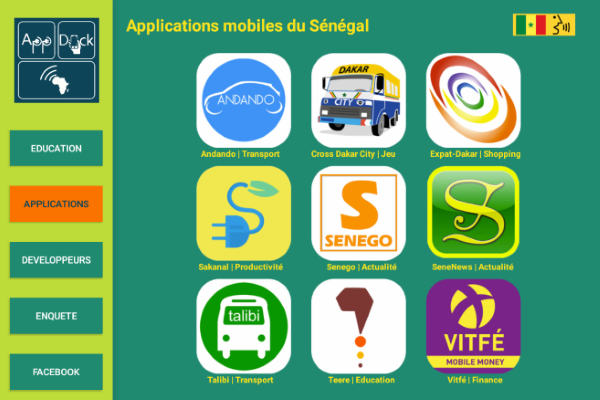 App Dock
Applications mobiles du Sénégal
EDUCATION
APPLICATIONS
DEVELOPPEURS
ENQUETE
FACEBOOK
ANDANDO
DAKAR
CITY
Andando | Transport
Cross Dakar City | Jeu
Expat-Dakar | Shopping
SENEGO
Sakanal | Productivité
Senego | Actualité
SeneNews | Actualité
talibi
VITFÉ
MOBILE MONEY
Talibi | Transport
Teere | Education
Vitfé | Finance